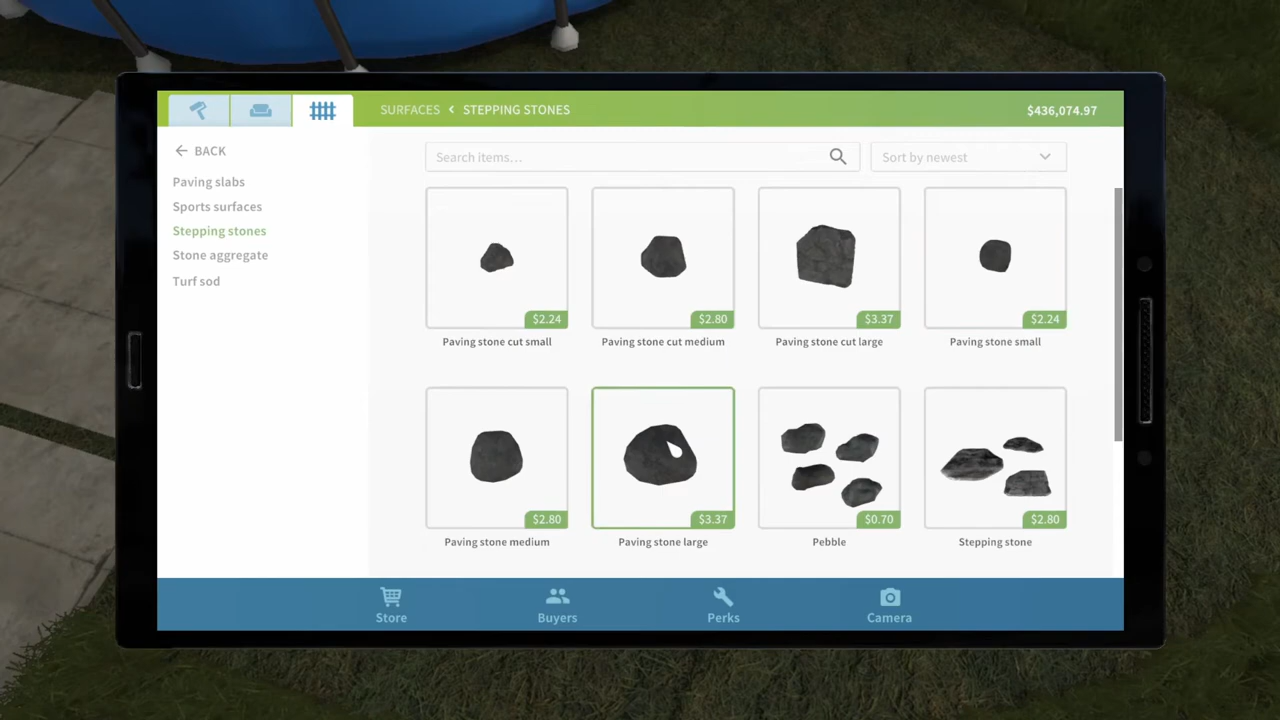 SURFACES < STEPPING STONES
$436,074.97
BACK
Search items...
Sort by newest
Paving slabs
Sports surfaces
Stepping stones
Stone aggregate
Turf sod
$2.24
$2.80
$3.37
$2.24
Paving stone cut small
Paving stone cut medium
Paving stone cut large
Paving stone small
$2.80
$3.37
$0.70
$2.80
Paving stone medium
Paving stone large
Pebble
Stepping stone
Store
Buyers
Perks
Camera